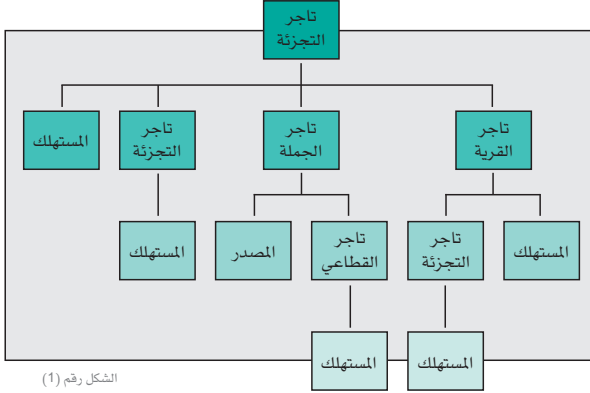 تاجر
التجزئة
تاجر
القرية
تاجر
الجملة
تاجر
التجزئة
المستهلك
المستهلك
تاجر
التجزئة
تاجر
القطاعي
المصدر
المستهلك
المستهلك
المستهلك
الشكل رقم (1)